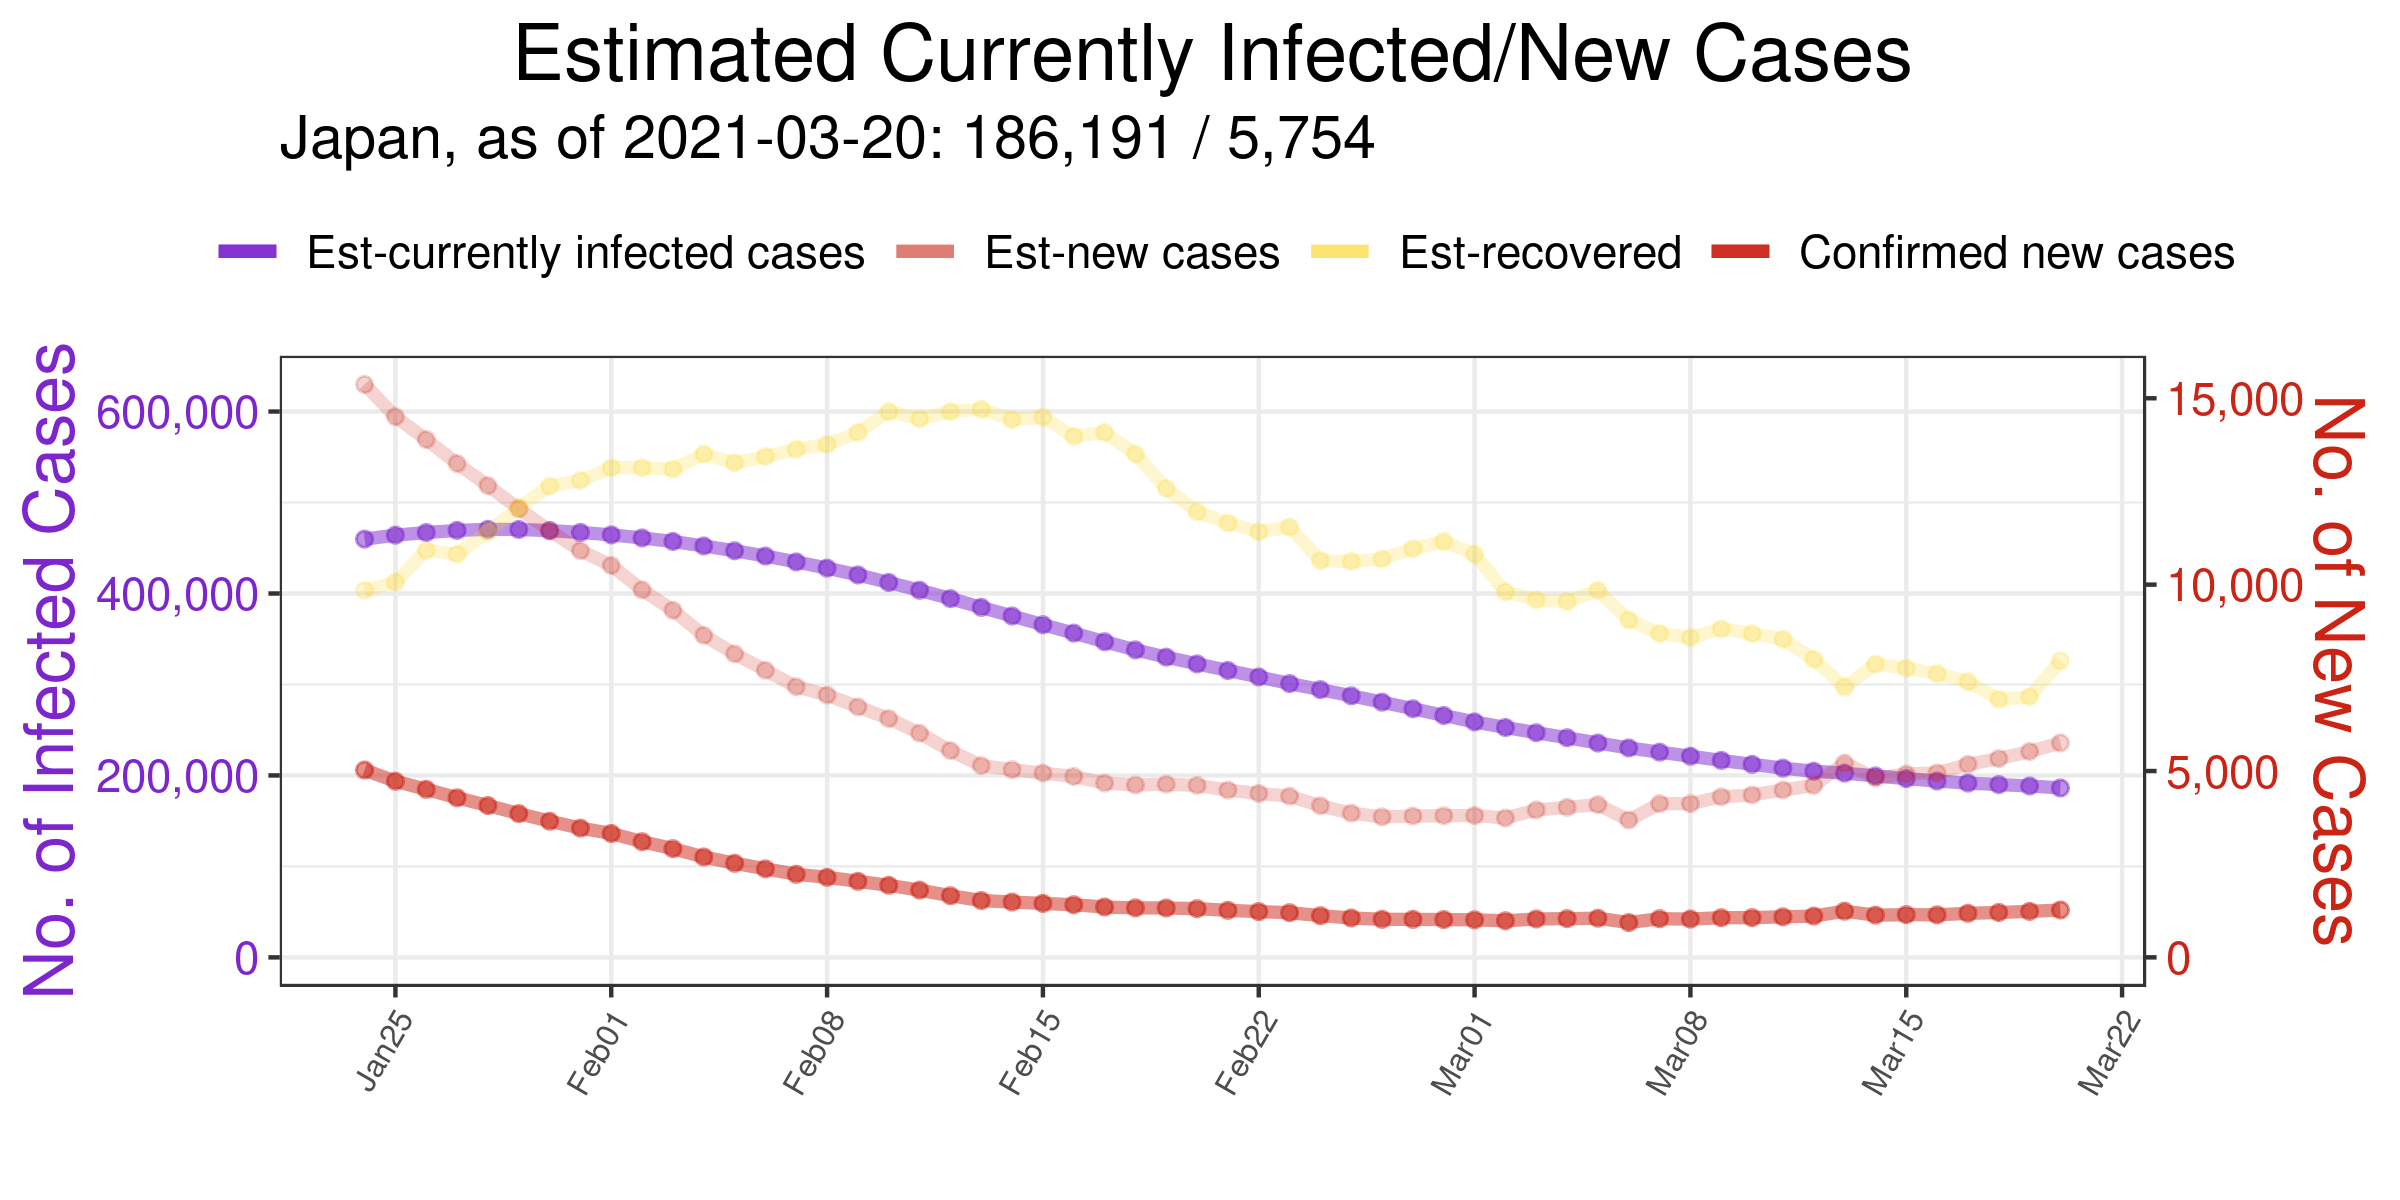 Estimated Currently Infected/New Cases
Japan, as of 2021-03-20: 186,191 / 5,754
Est-currently infected cases Est-new cases Est-recovered Confirmed new cases
No. of Infected Cases
600,000
400,000
200,000
0
15,000
10,000
5,000
0
No. of New Cases
Jan25 Feb01 Feb08 Feb15 Feb22 Mar01 Mar08 Mar15 Mar22